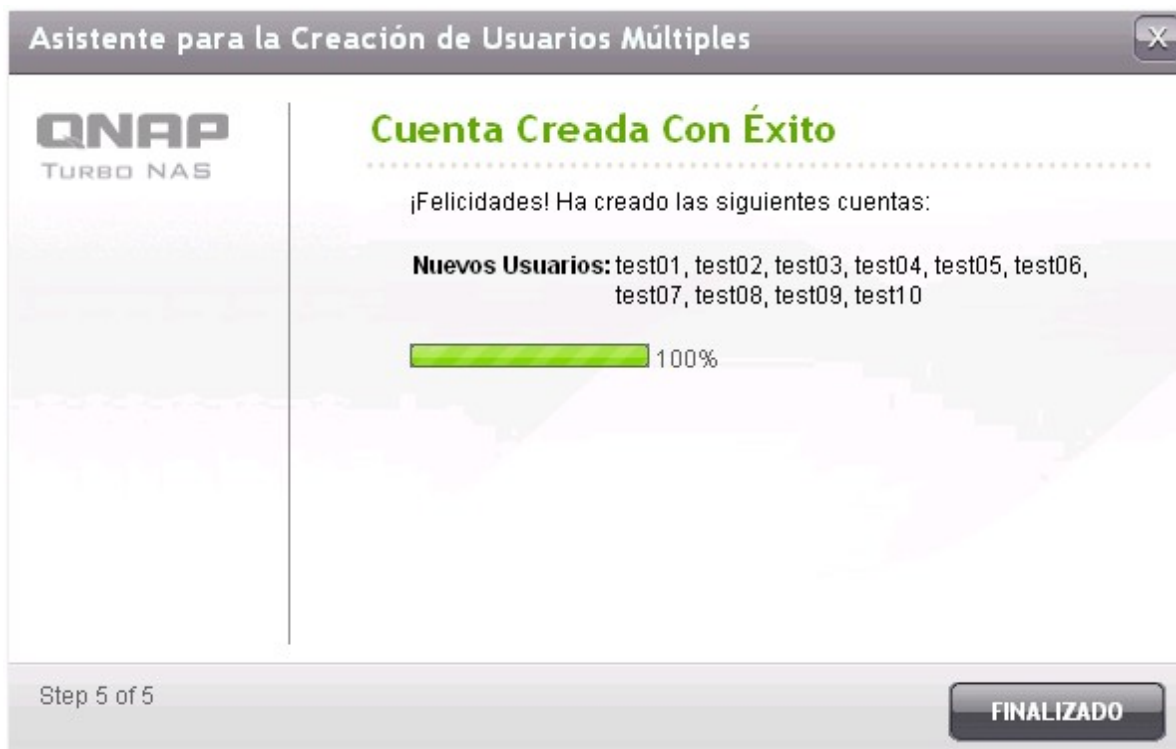 Asistente para la Creación de Usuarios Múltiples
X
QNAP
TURBO NAS
Cuenta Creada Con Éxito
¡Felicidades! Ha creado las siguientes cuentas:
Nuevos Usuarios: test01, test02, test03, test04, test05, test06,
test07, test08, test09, test10
100%
Step 5 of 5
FINALIZADO